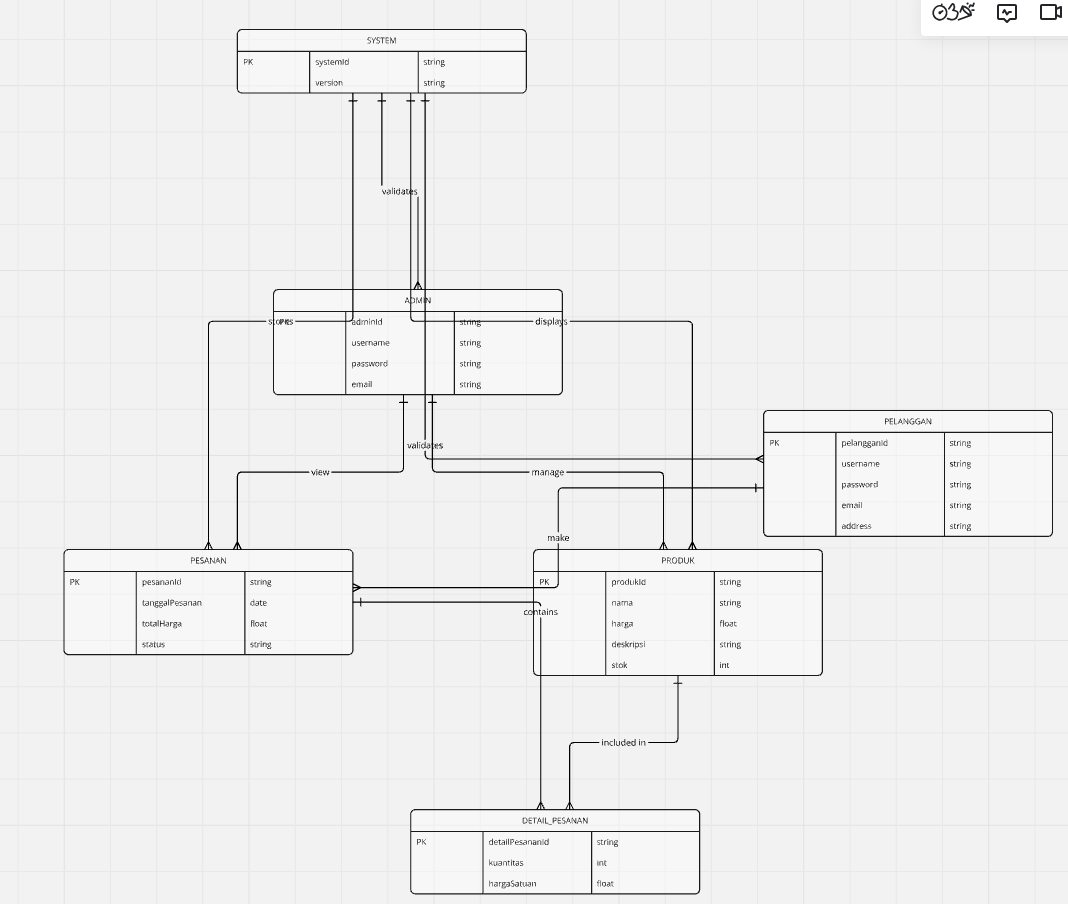 SYSTEM
PK systemId string
version string
validates
ADMIN
stores PK adminId string displays
username string
password string
email string
validates
view manage
PELANGGAN
PK pelangganId string
username string
password string
email string
address string
make
PESANAN
PK pesananId string
tanggalPesanan date
totalHarga float
status string
PRODUK
PK produkId string
nama string
harga float
deskripsi string
stok int
contains
included in
DETAIL_PESANAN
PK detailPesananId string
kuantitas int
hargaSatuan float